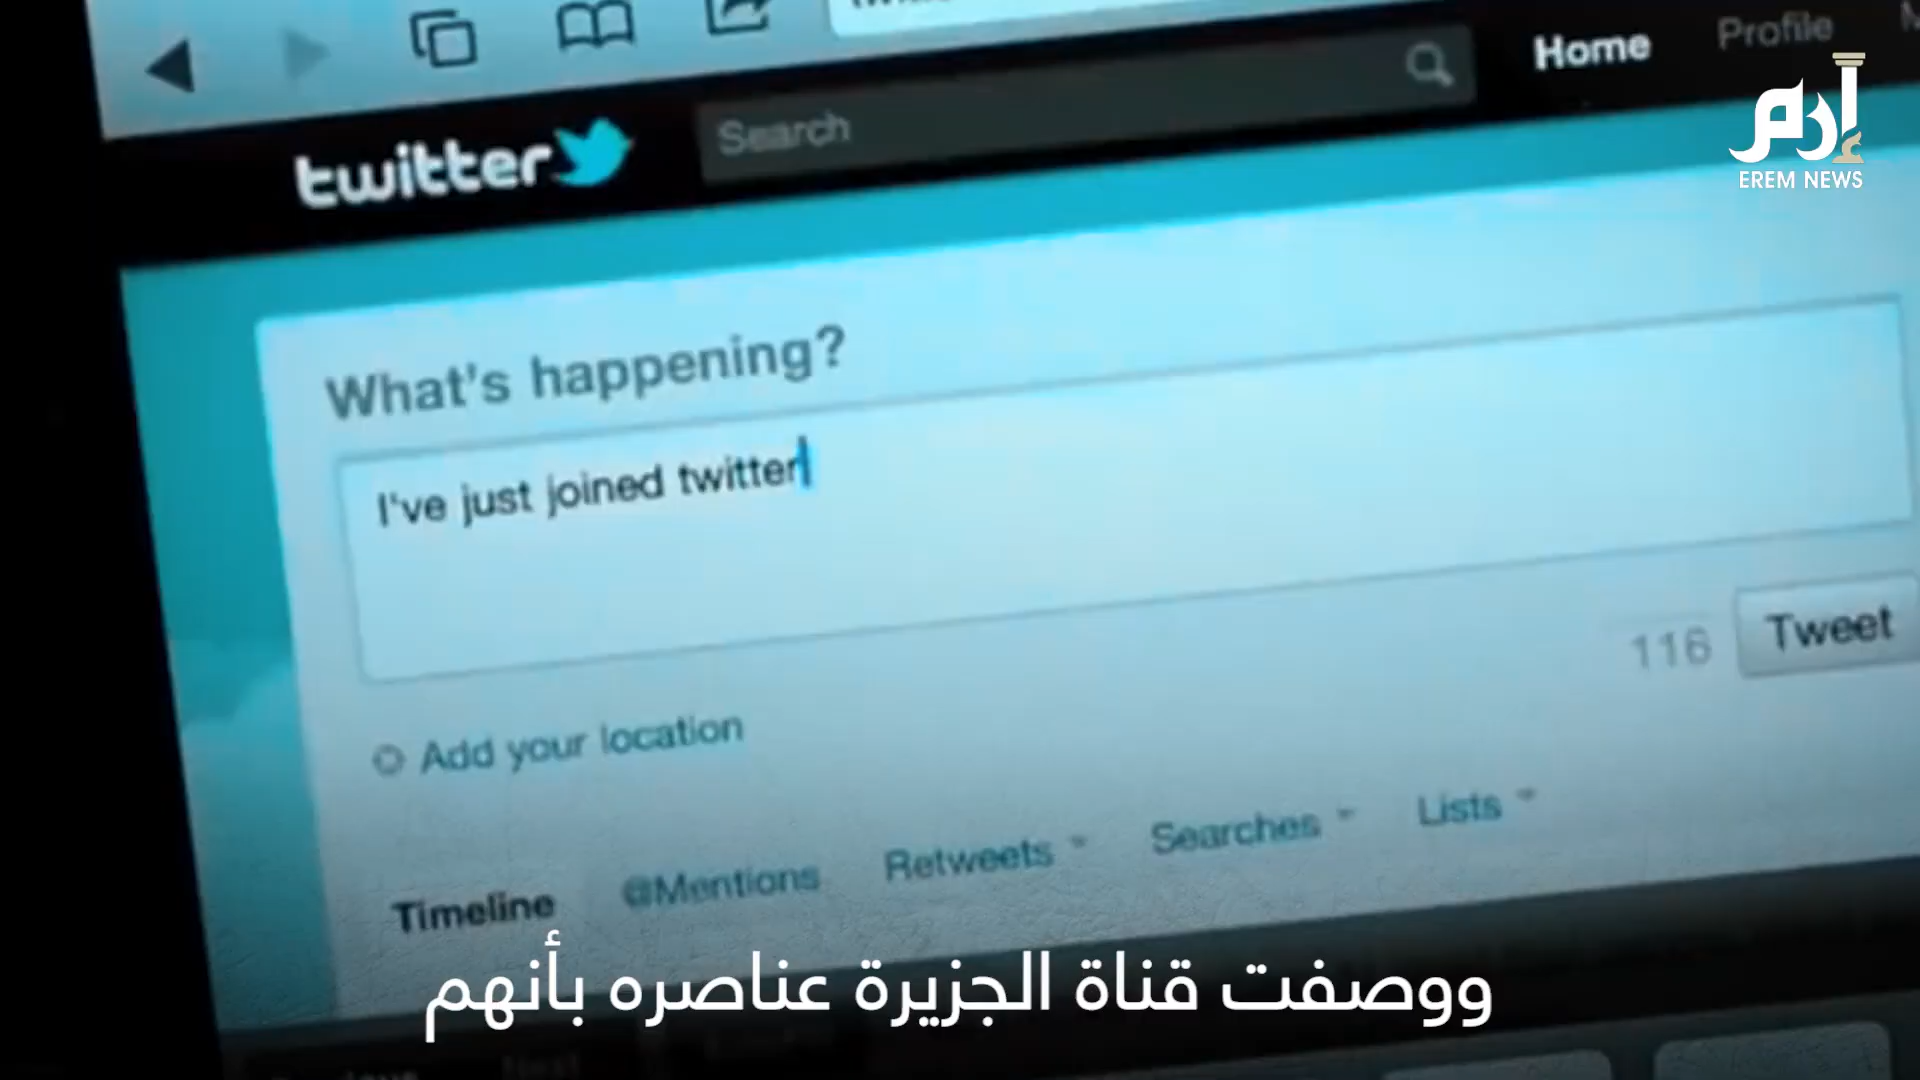 Home
Profile
إرم
EREM NEWS
twitter
Search
What's happening?
I've just joined twitter
116
Tweet
Add your location
Timeline
@Mentions
Retweets
Searches
Lists
ووصفت قناة الجزيرة عناصره بأنهم